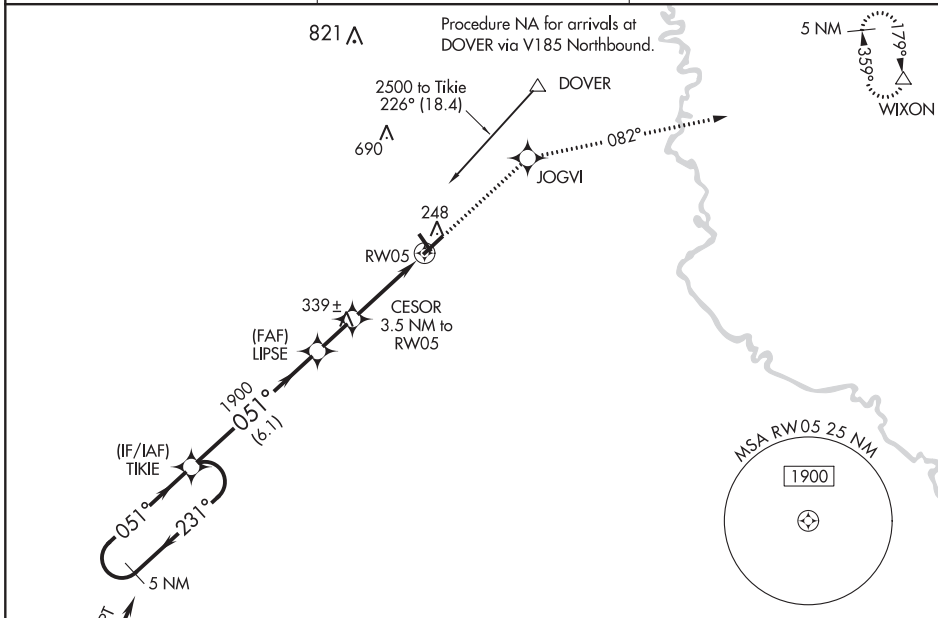 821
Procedure NA for arrivals at
DOVER via V185 Northbound.
5 NM
179°
359°
WIXON
2500 to Tikie
226° (18.4)
DOVER
690
082°
JOGVI
248
RW05
339 ±
CESOR
3.5 NM to
RW05
(FAF)
LIPSE
1900
051°
(6.1)
(IF/IAF)
TIKIE
051°
231°
5 NM
MSA RW05 25 NM
1900